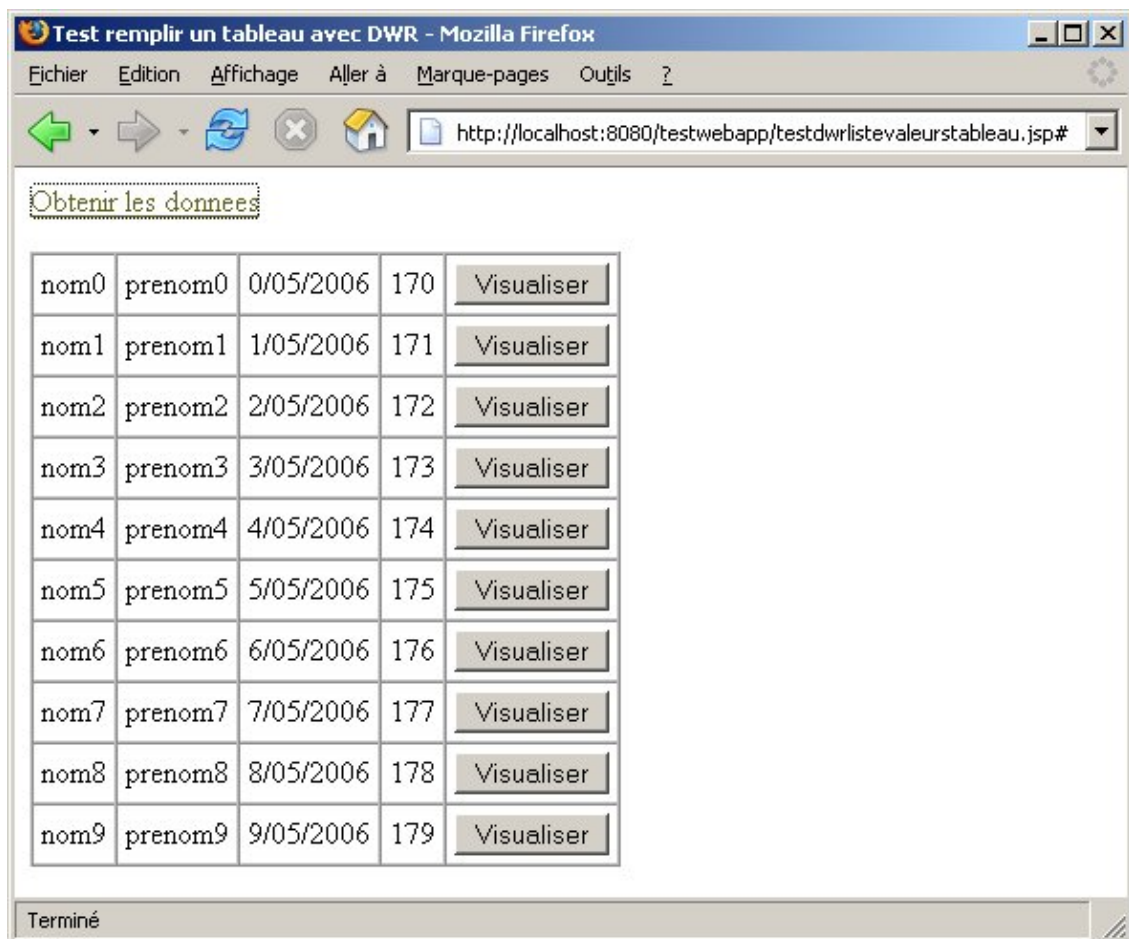 Test remplir un tableau avec DWR - Mozilla Firefox
Fichier Edition Affichage Aller à Marque-pages Outils ?
http://localhost:8080/testwebapp/testdwrlistevaleurstableau.jsp#
Obtenir les donnees
nom0 prenom0 0/05/2006 170 Visualiser
nom1 prenom1 1/05/2006 171 Visualiser
nom2 prenom2 2/05/2006 172 Visualiser
nom3 prenom3 3/05/2006 173 Visualiser
nom4 prenom4 4/05/2006 174 Visualiser
nom5 prenom5 5/05/2006 175 Visualiser
nom6 prenom6 6/05/2006 176 Visualiser
nom7 prenom7 7/05/2006 177 Visualiser
nom8 prenom8 8/05/2006 178 Visualiser
nom9 prenom9 9/05/2006 179 Visualiser
Terminé